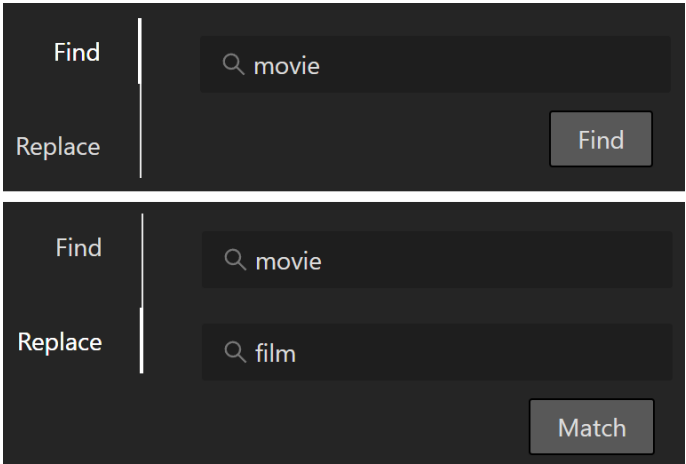 Find
movie
Replace
Find
Find
movie
Replace
film
Match